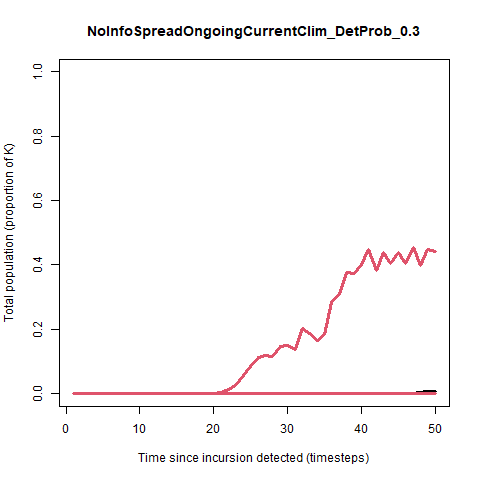 NoInfoSpreadOngoingCurrentClim_DetProb_0.3
Total population (proportion of K)
1.0
0.8
0.6
0.4
0.2
0.0
0 10 20 30 40 50
Time since incursion detected (timesteps)